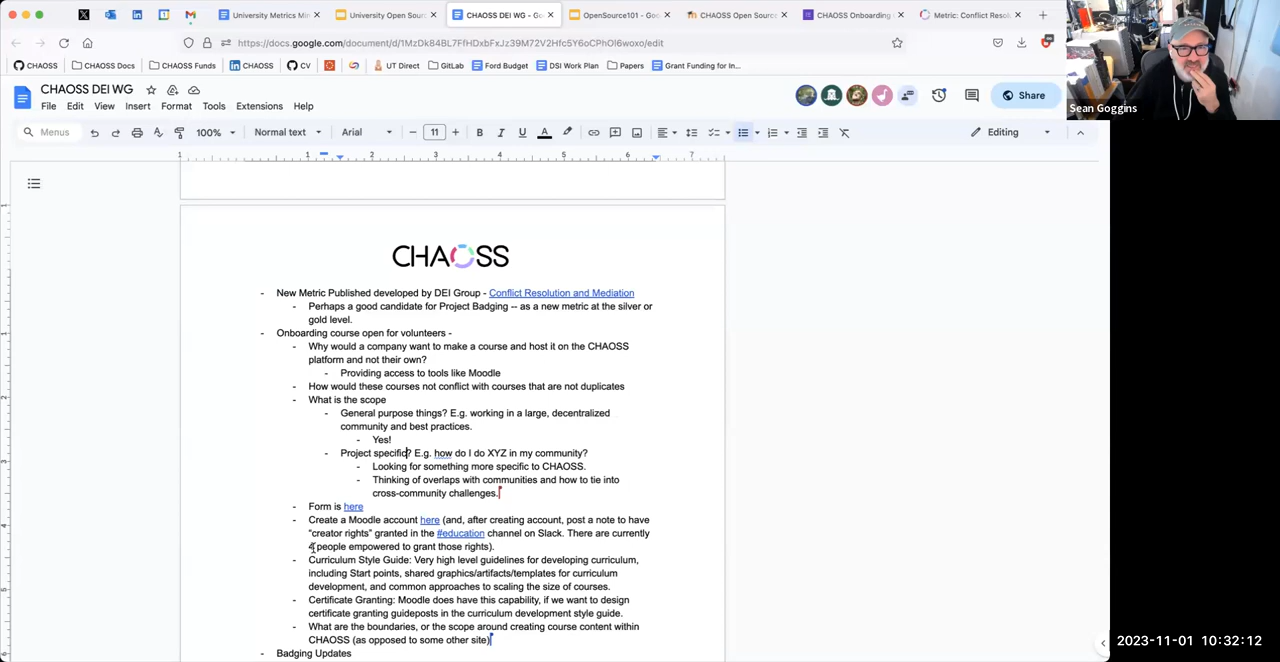 University Metrics Mi
University Open Sourc
CHAOSS DEI WG - Go
OpenSource101 - Goo
CHAOSS Open Sourc
CHAOSS Onboarding
Metric: Conflict Resol
https://docs.google.com/document/d/1MzDk84BL7FfHDxbFxJz39M72V2Hfc5Y6oCPhOI6woxo/edit
CHAOSS
CHAOSS Docs
CHAOSS Funds
CHAOSS
CV
UT Direct
GitLab
Ford Budget
DSI Work Plan
Papers
Grant Funding for In...
Sean Goggins
CHAOSS DEI WG
Share
File Edit View Insert Format Tools Extensions Help
Menus
100%
Normal text
Arial
11
Editing
1 1 2 3 4 5 6 7
CHAOSS
- New Metric Published developed by DEI Group - Conflict Resolution and Mediation
- Perhaps a good candidate for Project Badging -- as a new metric at the silver or
gold level.
- Onboarding course open for volunteers -
- Why would a company want to make a course and host it on the CHAOSS
platform and not their own?
- Providing access to tools like Moodle
- How would these courses not conflict with courses that are not duplicates
- What is the scope
- General purpose things? E.g. working in a large, decentralized
community and best practices.
- Yes!
- Project specific? E.g. how do I do XYZ in my community?
- Looking for something more specific to CHAOSS.
- Thinking of overlaps with communities and how to tie into
cross-community challenges.
- Form is here
- Create a Moodle account here (and, after creating account, post a note to have
"creator rights" granted in the #education channel on Slack. There are currently
4 people empowered to grant those rights).
- Curriculum Style Guide: Very high level guidelines for developing curriculum,
including Start points, shared graphics/artifacts/templates for curriculum
development, and common approaches to scaling the size of courses.
- Certificate Granting: Moodle does have this capability, if we want to design
certificate granting guideposts in the curriculum development style guide.
- What are the boundaries, or the scope around creating course content within
CHAOSS (as opposed to some other site)
- Badging Updates
2023-11-01 10:32:12